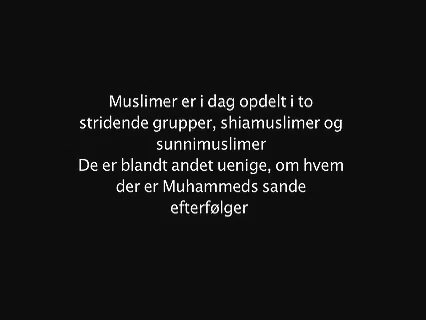 Muslimer er i dag opdelt i to
stridende grupper, shiamuslimer og
sunnimuslimer
De er blandt andet uenige, om hvem
der er Muhammeds sande
efterfølger